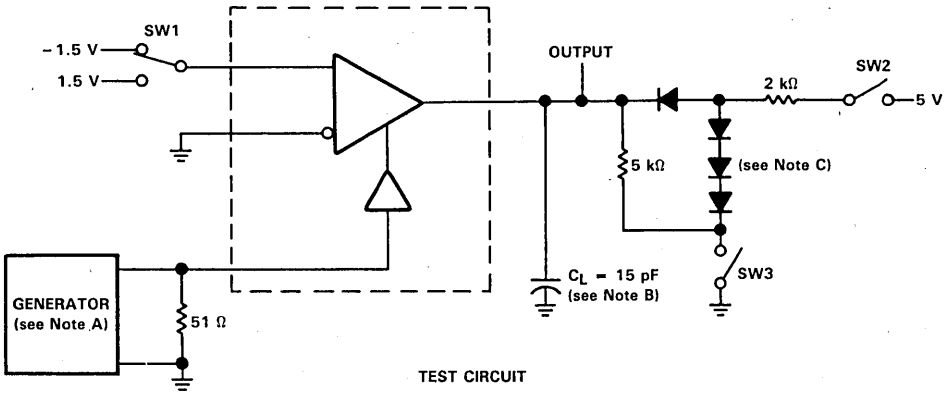 SW1
– 1.5 V
1.5 V
OUTPUT
SW2
2 kΩ
5 V
5 kΩ
(see Note C)
SW3
CL = 15 pF
(see Note B)
GENERATOR
(see Note A)
51 Ω
TEST CIRCUIT